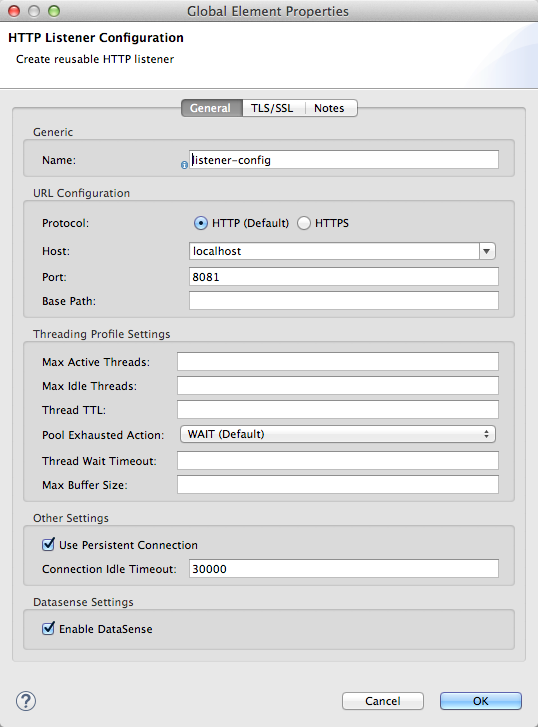 Global Element Properties
HTTP Listener Configuration
Create reusable HTTP listener
General TLS/SSL Notes
Generic
Name: listener-config
URL Configuration
Protocol: HTTP (Default) HTTPS
Host: localhost
Port: 8081
Base Path:
Threading Profile Settings
Max Active Threads:
Max Idle Threads:
Thread TTL:
Pool Exhausted Action: WAIT (Default)
Thread Wait Timeout:
Max Buffer Size:
Other Settings
Use Persistent Connection
Connection Idle Timeout: 30000
Datasense Settings
Enable DataSense
? Cancel OK